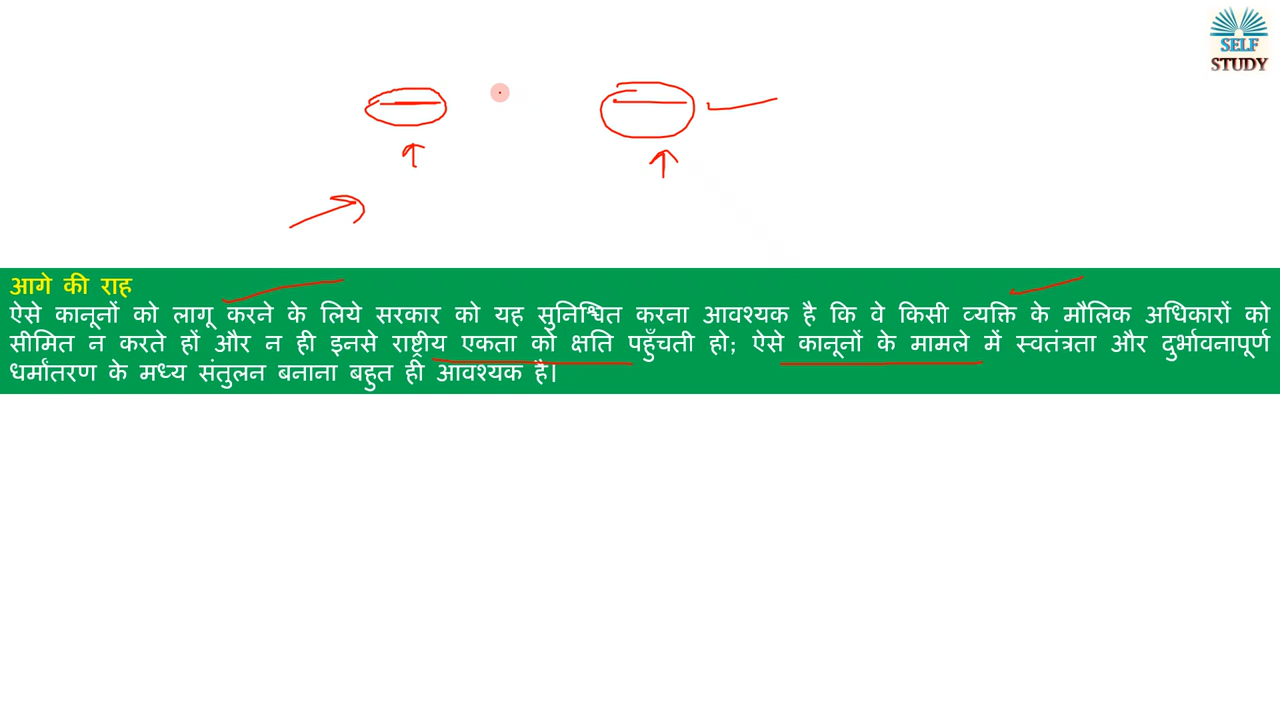 SELF
STUDY
आगे की राह
ऐसे कानूनों को लागू करने के लिये सरकार को यह सुनिश्चित करना आवश्यक है कि वे किसी व्यक्ति के मौलिक अधिकारों को
सीमित न करते हों और न ही इनसे राष्ट्रीय एकता को क्षति पहुँचती हो; ऐसे कानूनों के मामले में स्वतंत्रता और दुर्भावनापूर्ण
धर्मांतरण के मध्य संतुलन बनाना बहुत ही आवश्यक है।